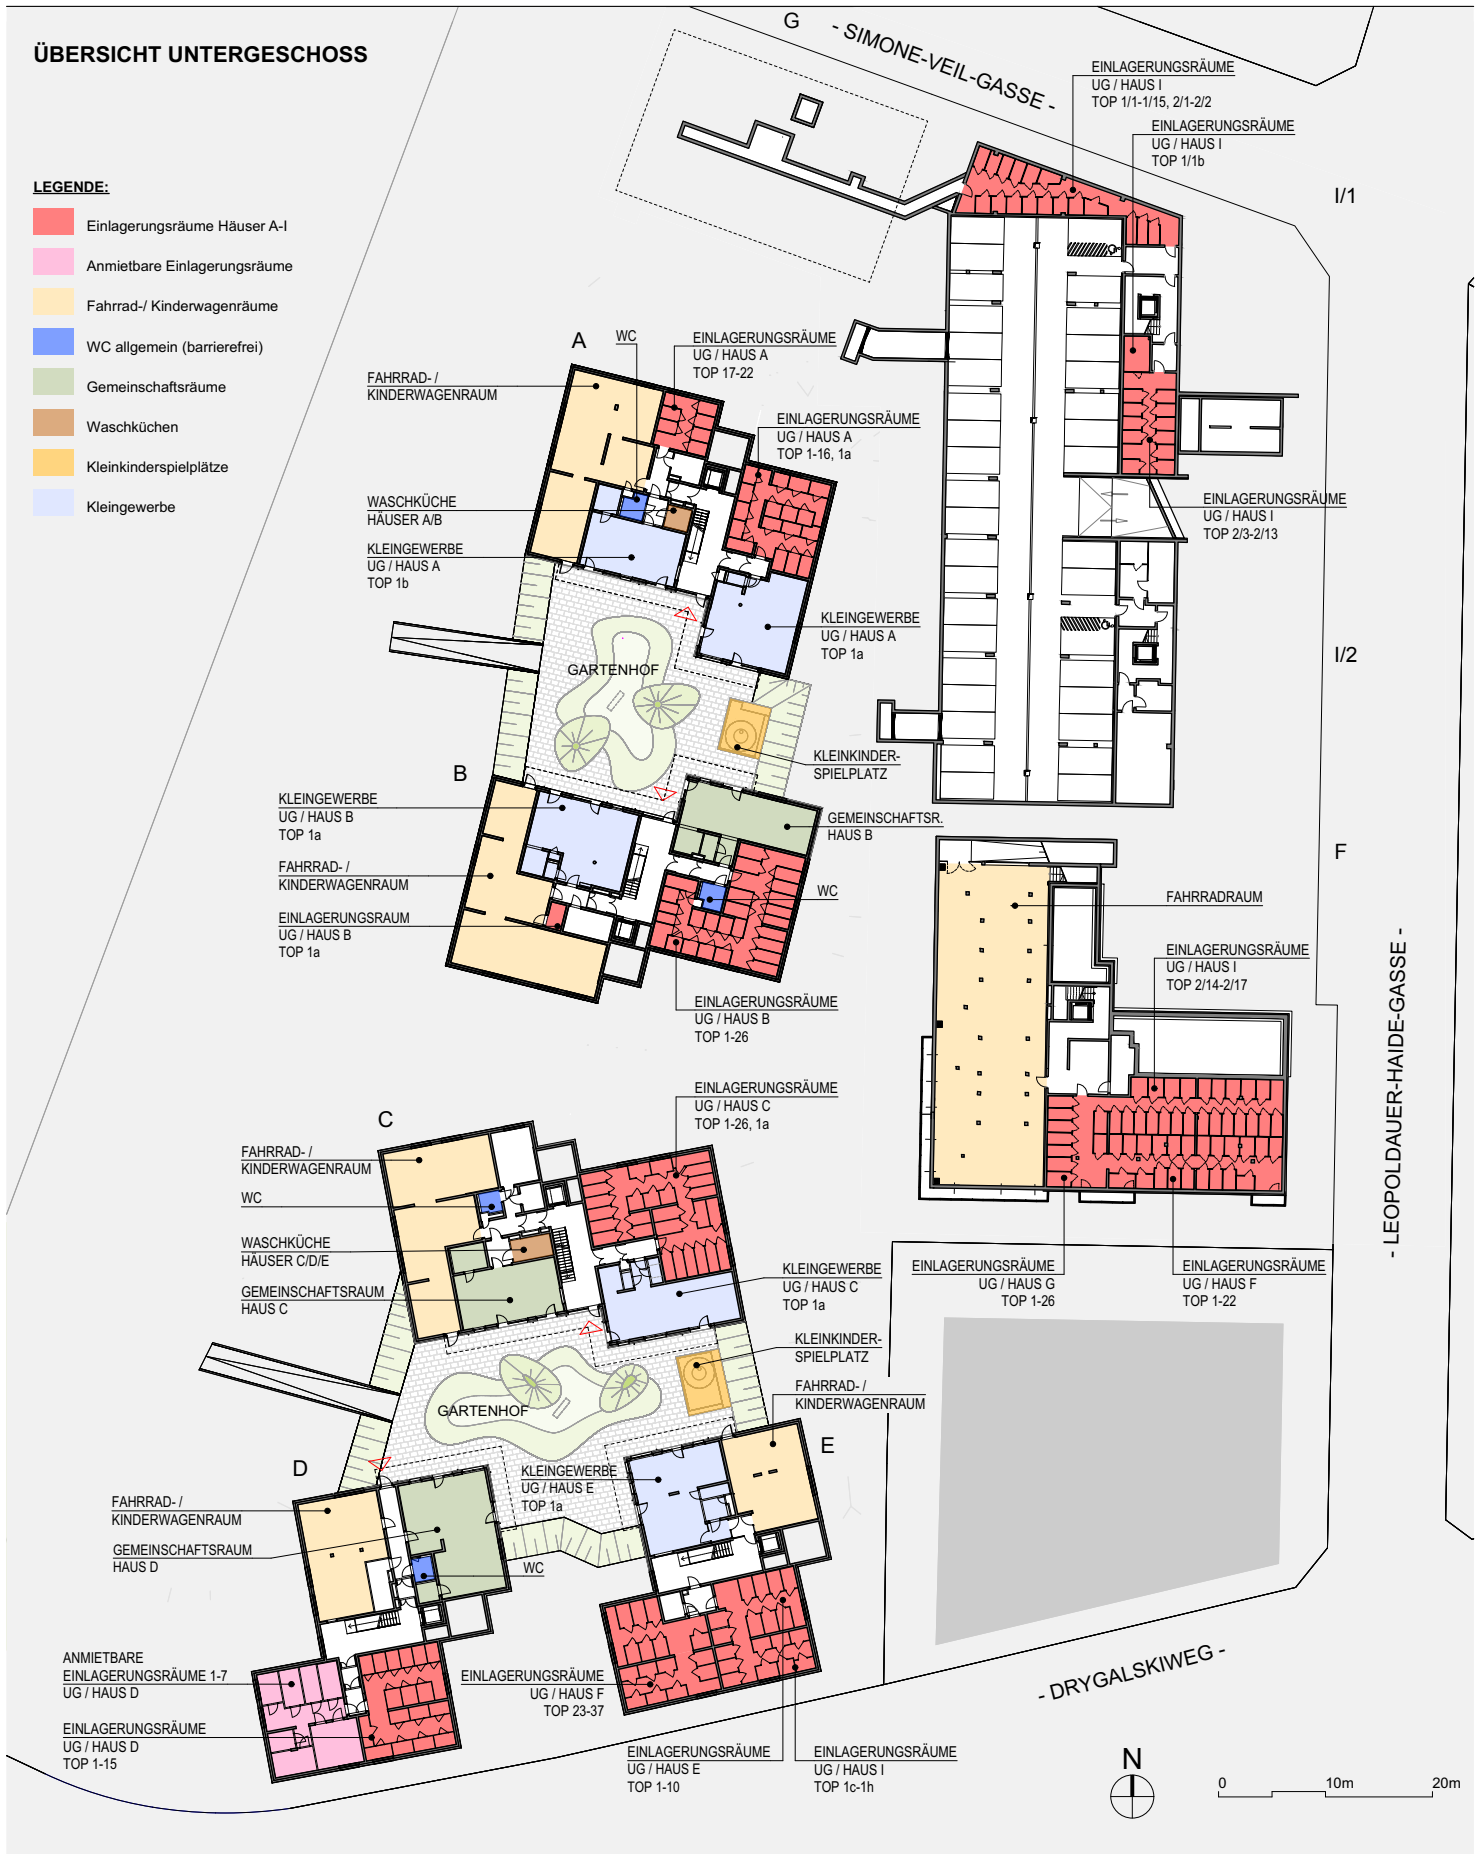 ÜBERSICHT UNTERGESCHOSS
G
- SIMONE-VEIL-GASSE -
EINLAGERUNGSRÄUME
UG / HAUS I
TOP 1/1-1/15, 2/1-2/2
EINLAGERUNGSRÄUME
UG / HAUS I
TOP 1/1b
I/1
LEGENDE:
Einlagerungsräume Häuser A-I
Anmietbare Einlagerungsräume
Fahrrad-/ Kinderwagenräume
WC allgemein (barrierefrei)
Gemeinschaftsräume
Waschküchen
Kleinkinderspielplätze
Kleingewerbe
A
WC
EINLAGERUNGSRÄUME
UG / HAUS A
TOP 17-22
FAHRRAD- /
KINDERWAGENRAUM
EINLAGERUNGSRÄUME
UG / HAUS A
TOP 1-16, 1a
WASCHKÜCHE
HÄUSER A/B
KLEINGEWERBE
UG / HAUS A
TOP 1b
EINLAGERUNGSRÄUME
UG / HAUS I
TOP 2/3-2/13
KLEINGEWERBE
UG / HAUS A
TOP 1a
GARTENHOF
I/2
KLEINKINDER-
SPIELPLATZ
B
KLEINGEWERBE
UG / HAUS B
TOP 1a
GEMEINSCHAFTSR.
HAUS B
FAHRRAD- /
KINDERWAGENRAUM
WC
EINLAGERUNGSRAUM
UG / HAUS B
TOP 1a
EINLAGERUNGSRÄUME
UG / HAUS B
TOP 1-26
F
FAHRRADRAUM
EINLAGERUNGSRÄUME
UG / HAUS I
TOP 2/14-2/17
- LEOPOLDAUER-HAIDE-GASSE -
EINLAGERUNGSRÄUME
UG / HAUS C
TOP 1-26, 1a
C
FAHRRAD- /
KINDERWAGENRAUM
WC
WASCHKÜCHE
HÄUSER C/D/E
GEMEINSCHAFTSRAUM
HAUS C
KLEINGEWERBE
UG / HAUS C
TOP 1a
EINLAGERUNGSRÄUME
UG / HAUS G
TOP 1-26
EINLAGERUNGSRÄUME
UG / HAUS F
TOP 1-22
KLEINKINDER-
SPIELPLATZ
FAHRRAD- /
KINDERWAGENRAUM
GARTENHOF
E
D
KLEINGEWERBE
UG / HAUS E
TOP 1a
FAHRRAD- /
KINDERWAGENRAUM
GEMEINSCHAFTSRAUM
HAUS D
WC
ANMIETBARE
EINLAGERUNGSRÄUME 1-7
UG / HAUS D
EINLAGERUNGSRÄUME
UG / HAUS F
TOP 23-37
EINLAGERUNGSRÄUME
UG / HAUS D
TOP 1-15
EINLAGERUNGSRÄUME
UG / HAUS E
TOP 1-10
EINLAGERUNGSRÄUME
UG / HAUS I
TOP 1c-1h
- DRYGALSKIWEG -
N
0 10m 20m